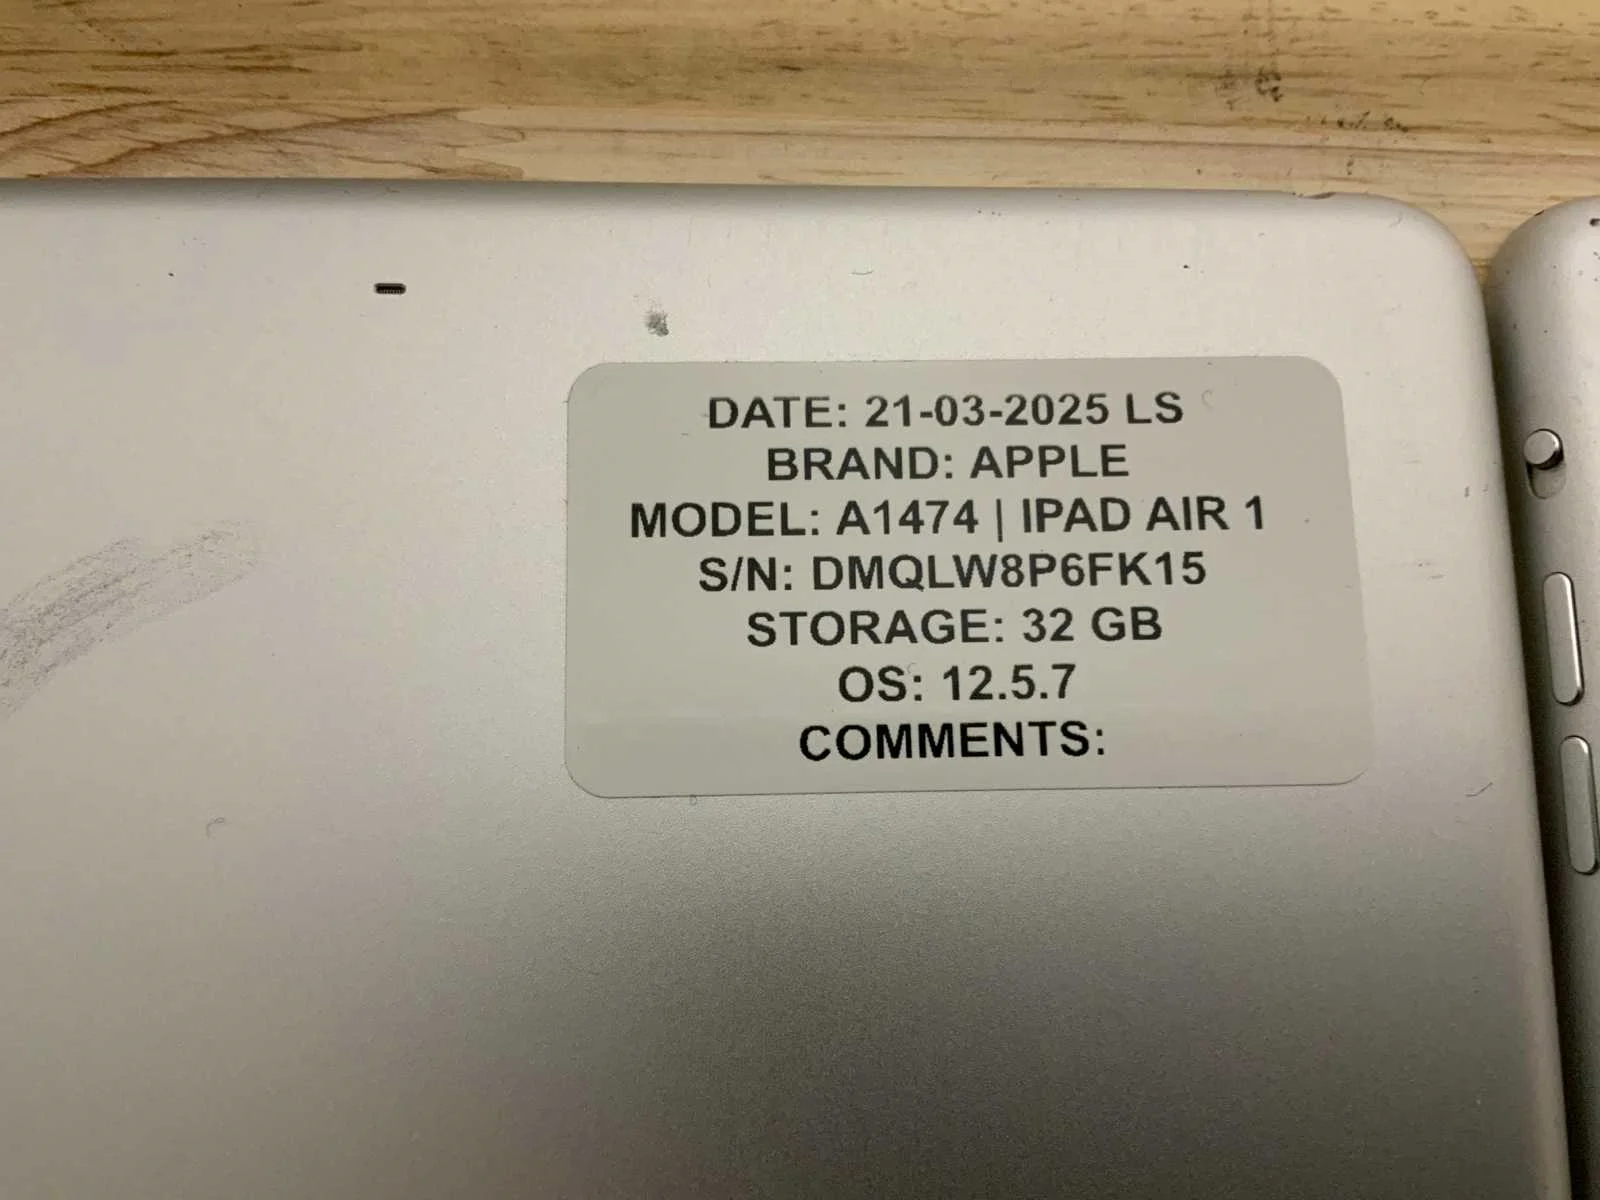 DATE: 21-03-2025 LS
BRAND: APPLE
MODEL: A1474 | IPAD AIR 1
S/N: DMQLW8P6FK15
STORAGE: 32 GB
OS: 12.5.7
COMMENTS: